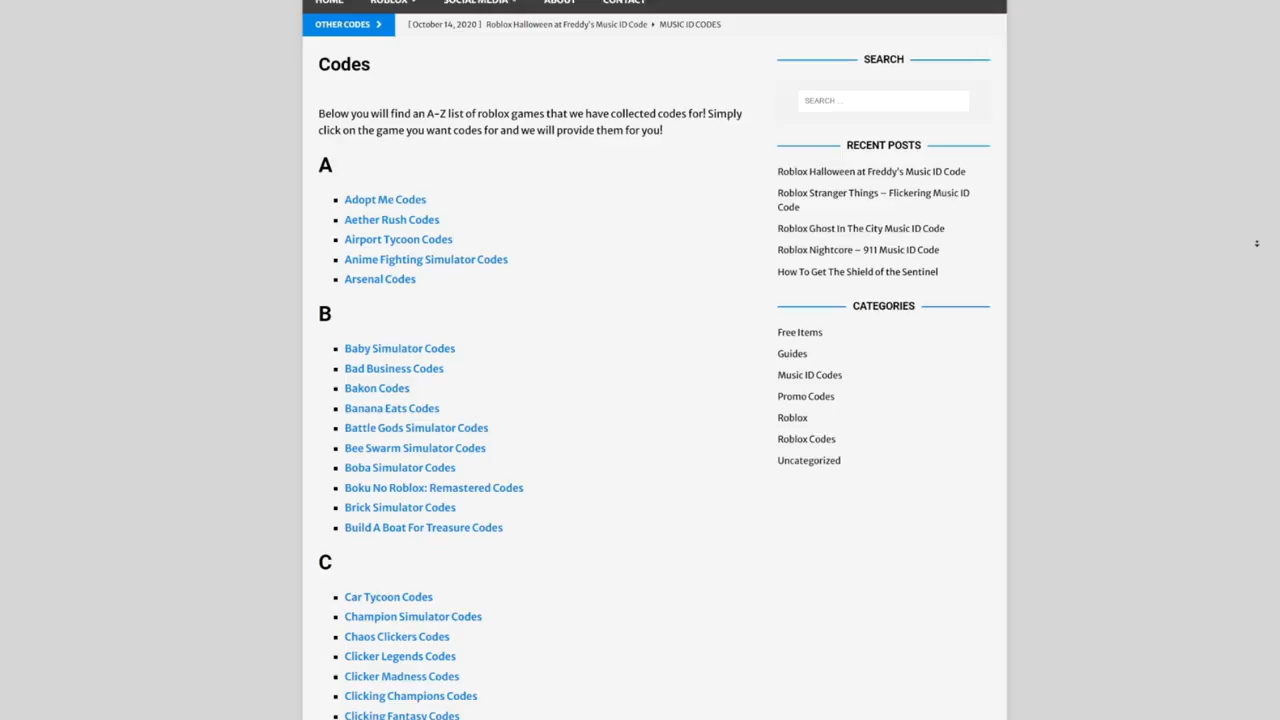 HOME ROBLOX SOCIAL MEDIA ABOUT CONTACT
OTHER CODES [ October 14, 2020 ] Roblox Halloween at Freddy's Music ID Code MUSIC ID CODES
Codes
Below you will find an A-Z list of roblox games that we have collected codes for! Simply
click on the game you want codes for and we will provide them for you!
A
Adopt Me Codes
Aether Rush Codes
Airport Tycoon Codes
Anime Fighting Simulator Codes
Arsenal Codes
B
Baby Simulator Codes
Bad Business Codes
Bakon Codes
Banana Eats Codes
Battle Gods Simulator Codes
Bee Swarm Simulator Codes
Boba Simulator Codes
Boku No Roblox: Remastered Codes
Brick Simulator Codes
Build A Boat For Treasure Codes
C
Car Tycoon Codes
Champion Simulator Codes
Chaos Clickers Codes
Clicker Legends Codes
Clicker Madness Codes
Clicking Champions Codes
Clicking Fantasy Codes
SEARCH
SEARCH ...
RECENT POSTS
Roblox Halloween at Freddy's Music ID Code
Roblox Stranger Things – Flickering Music ID
Code
Roblox Ghost In The City Music ID Code
Roblox Nightcore – 911 Music ID Code
How To Get The Shield of the Sentinel
CATEGORIES
Free Items
Guides
Music ID Codes
Promo Codes
Roblox
Roblox Codes
Uncategorized